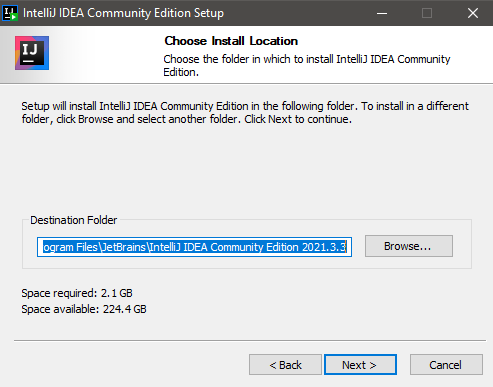 IntelliJ IDEA Community Edition Setup
IJ
Choose Install Location
Choose the folder in which to install IntelliJ IDEA Community
Edition.
Setup will install IntelliJ IDEA Community Edition in the following folder. To install in a different
folder, click Browse and select another folder. Click Next to continue.
Destination Folder
ogram Files\JetBrains\IntelliJ IDEA Community Edition 2021.3.3
Browse...
Space required: 2.1 GB
Space available: 224.4 GB
< Back
Next >
Cancel